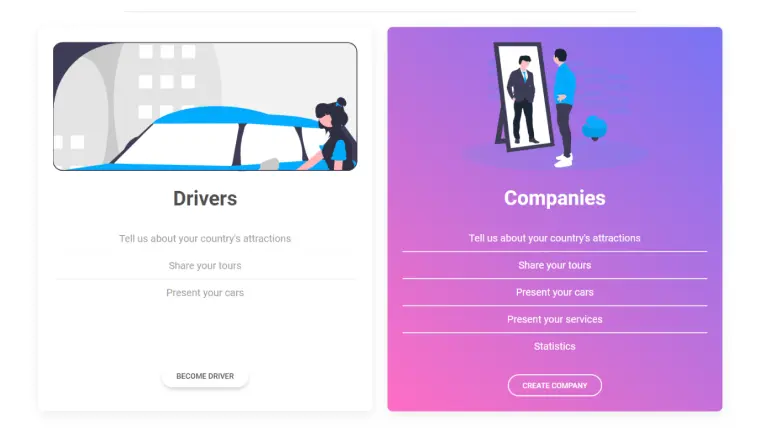 Drivers
Tell us about your country's attractions
Share your tours
Present your cars
BECOME DRIVER
Companies
Tell us about your country's attractions
Share your tours
Present your cars
Present your services
Statistics
CREATE COMPANY